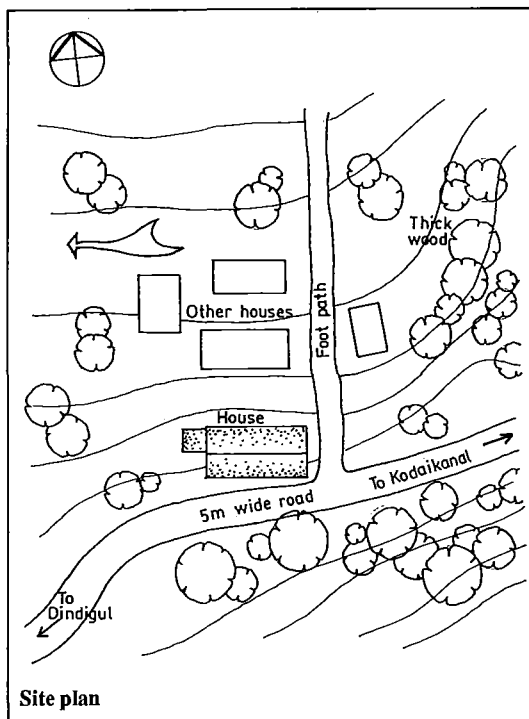 Thick
wood
Other houses
Foot path
House
To Kodaikanal
5m wide road
To
Dindigul
Site plan